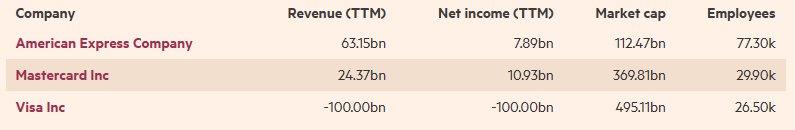 Company Revenue (TTM) Net income (TTM) Market cap Employees
American Express Company 63.15bn 7.89bn 112.47bn 77.30k
Mastercard Inc 24.37bn 10.93bn 369.81bn 29.90k
Visa Inc -100.00bn -100.00bn 495.11bn 26.50k